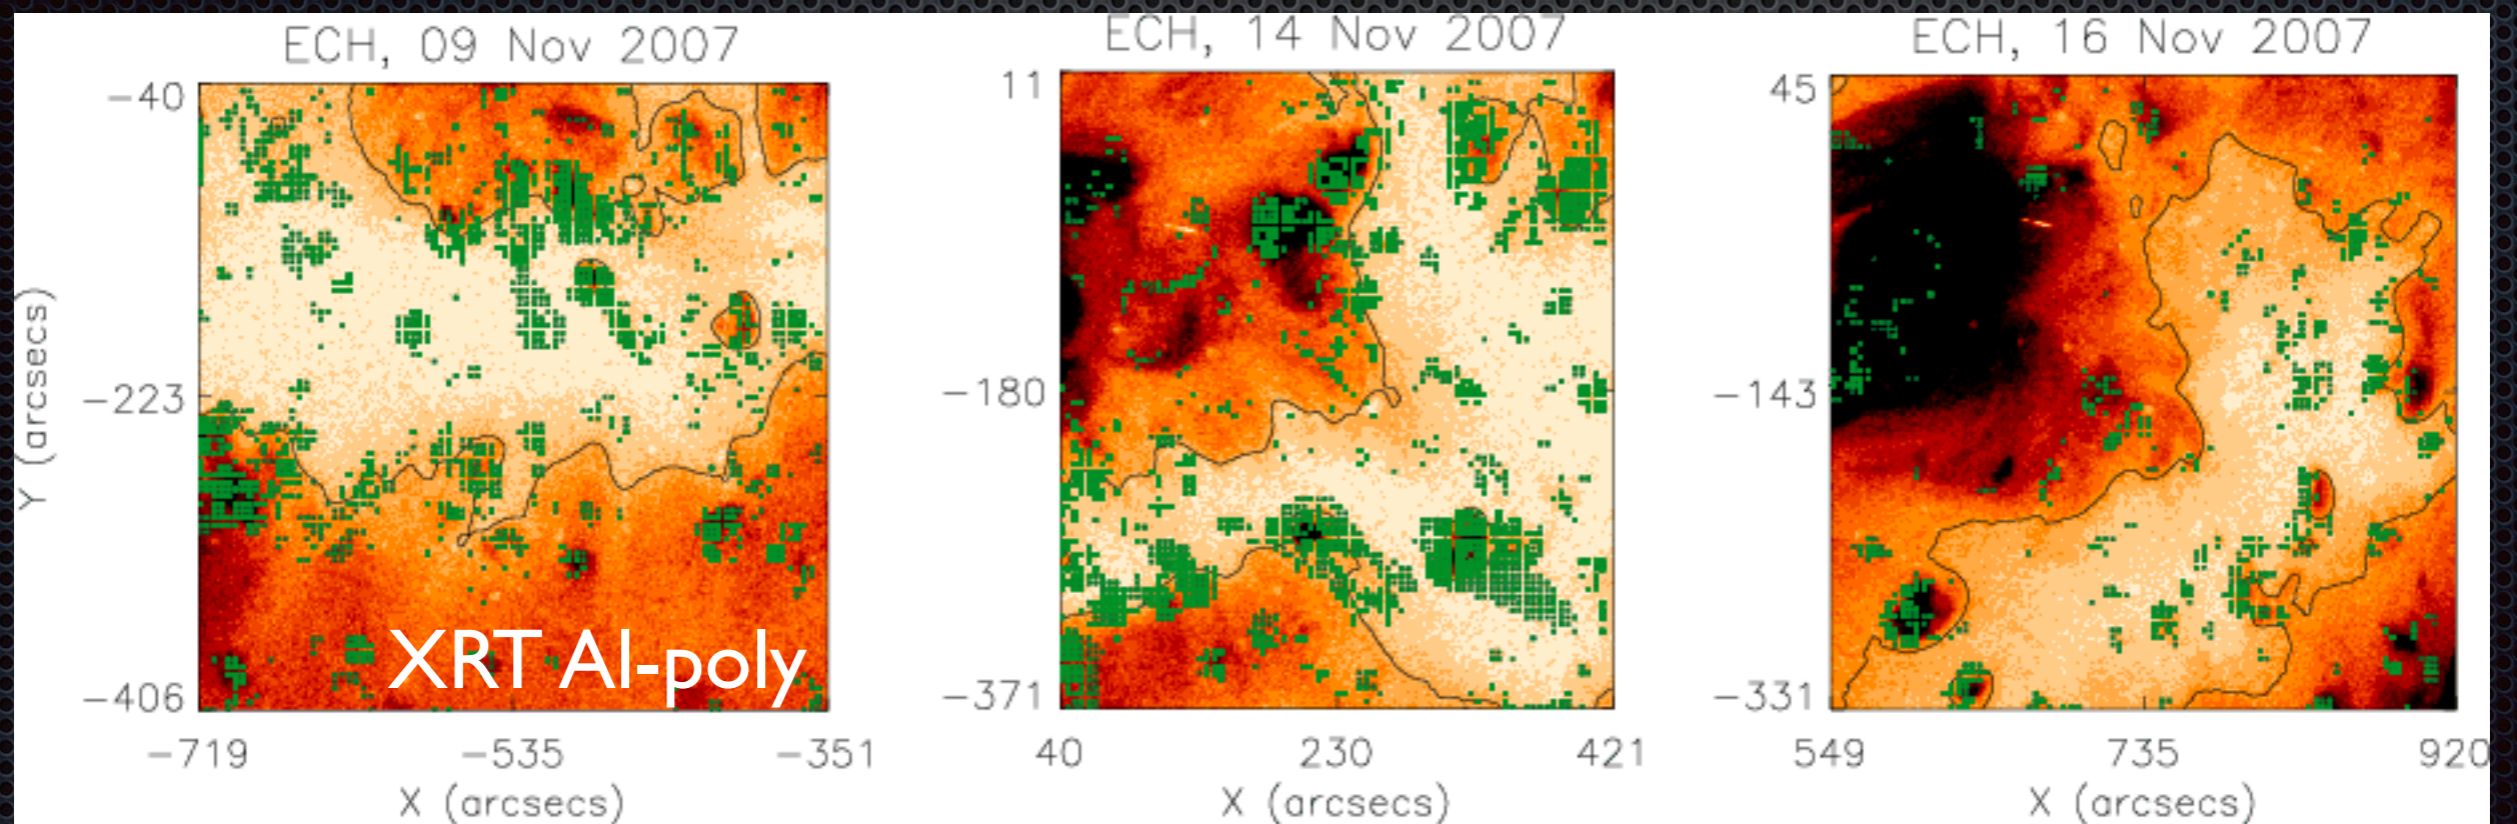 ECH, 09 Nov 2007
ECH, 14 Nov 2007
ECH, 16 Nov 2007
-40
-223
-406
Y (arcsecs)
XRT Al-poly
-719 -535 -351
X (arcsecs)
11
-180
-371
40 230 421
X (arcsecs)
45
-143
-331
549 735 920
X (arcsecs)